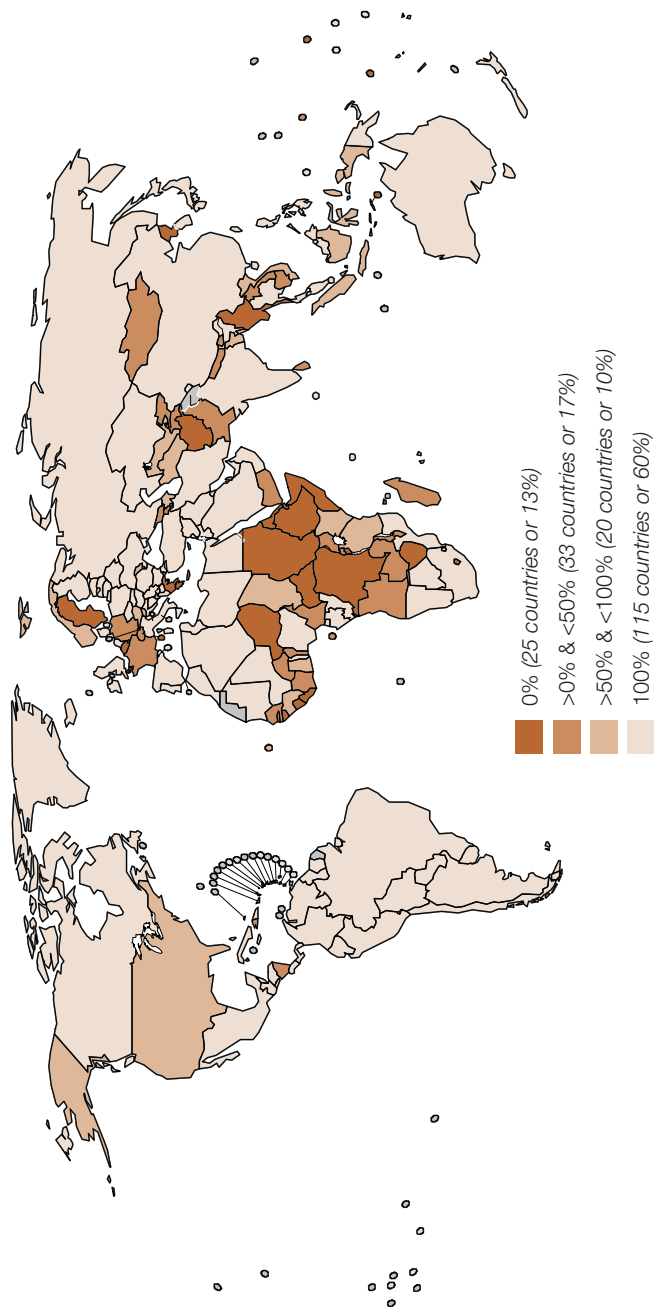 0% (25 countries or 13%)
>0% & <50% (33 countries or 17%)
>50% & <100% (20 countries or 10%)
100% (115 countries or 60%)